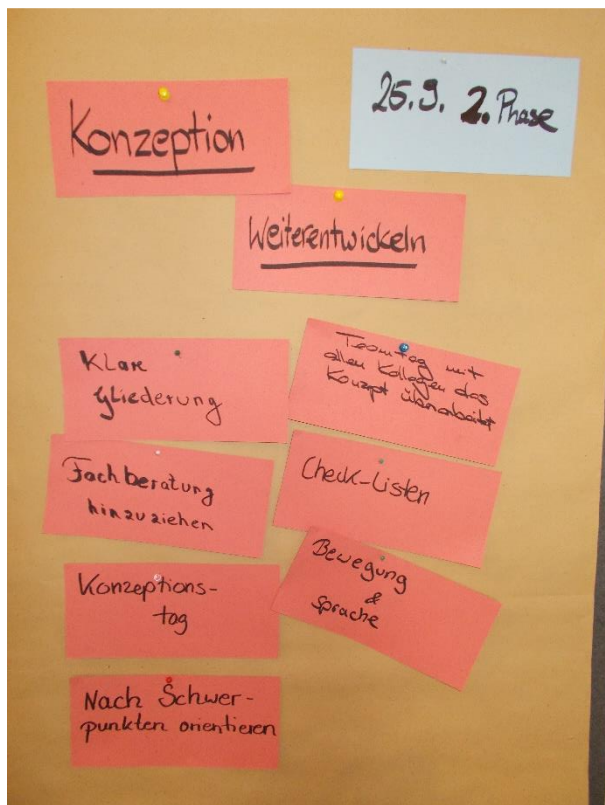 Konzeption
25.9. 2. Phase
Weiterentwickeln
Klare
Gliederung
Fachberatung
hinzuziehen
Konzeptions-
tag
Nach Schwer-
punkten orientieren
Teamtag mit
allen Kollegen das
Konzept überarbeitet
Check-Listen
Bewegung
&
Sprache